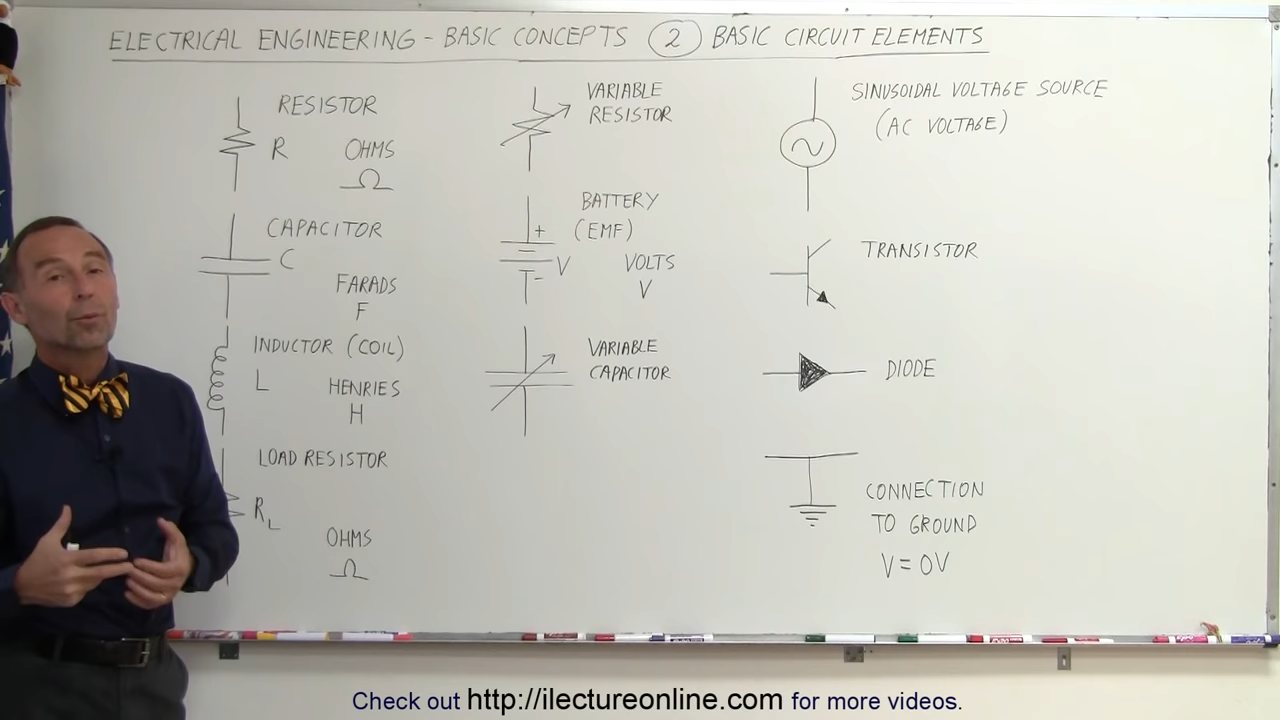 ELECTRICAL ENGINEERING - BASIC CONCEPTS 2 BASIC CIRCUIT ELEMENTS
RESISTOR
R OHMS
Ω
CAPACITOR
C
FARADS
F
INDUCTOR (COIL)
L HENRIES
H
LOAD RESISTOR
R_L
OHMS
Ω
VARIABLE
RESISTOR
BATTERY
+ (EMF)
V VOLTS
- V
VARIABLE
CAPACITOR
SINUSOIDAL VOLTAGE SOURCE
(AC VOLTAGE)
TRANSISTOR
DIODE
CONNECTION
TO GROUND
V = 0V
Check out http://ilectureonline.com for more videos.